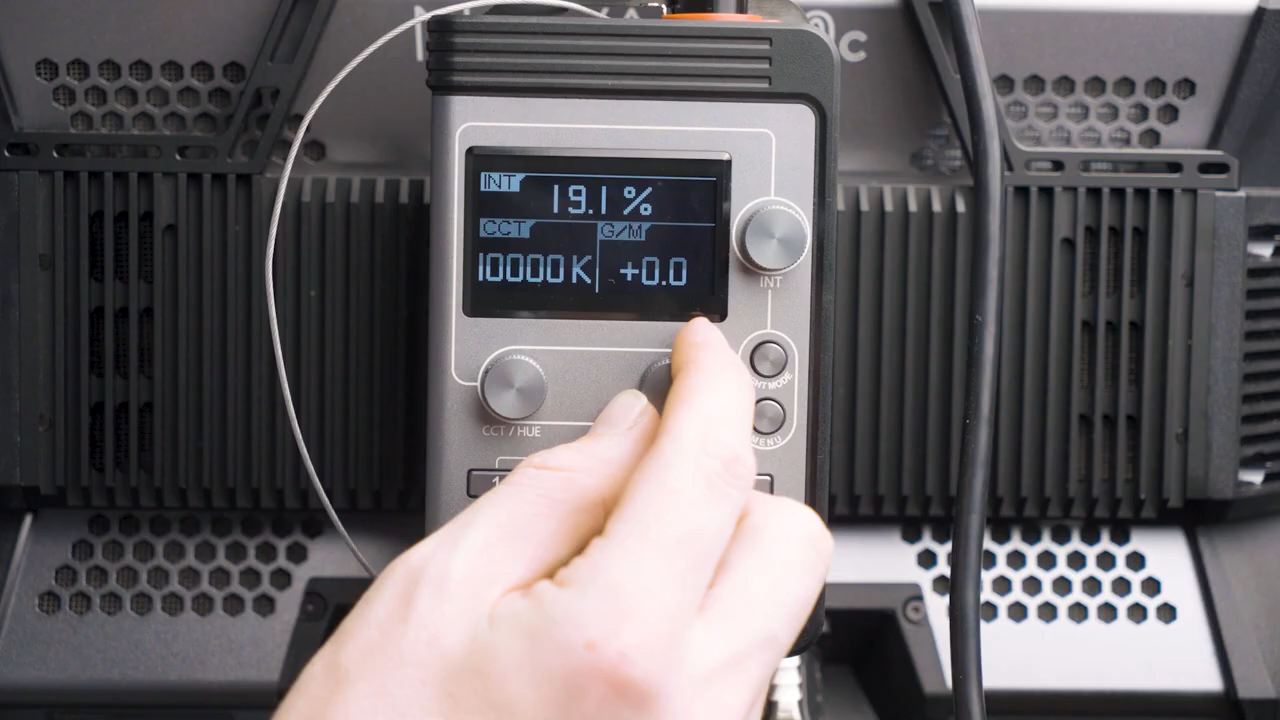 INT
19.1 %
CCT
G/M
10000 K
+0.0
INT
MENU
CCT / HUE